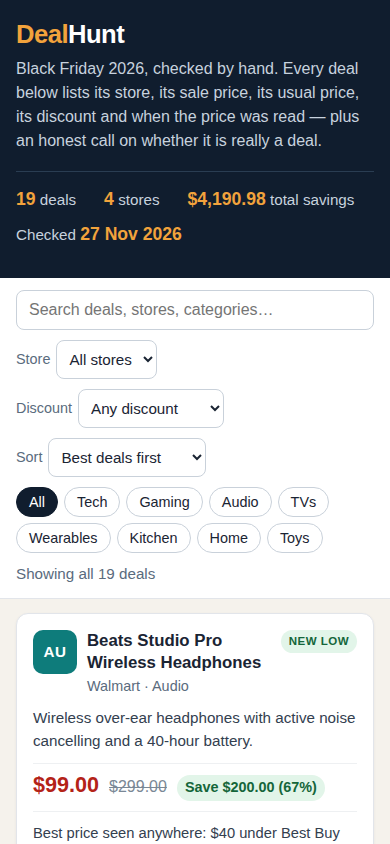 DealHunt
Black Friday 2026, checked by hand. Every deal
below lists its store, its sale price, its usual price,
its discount and when the price was read — plus
an honest call on whether it is really a deal.
19 deals 4 stores $4,190.98 total savings
Checked 27 Nov 2026
Search deals, stores, categories…
Store All stores
Discount Any discount
Sort Best deals first
All Tech Gaming Audio TVs
Wearables Kitchen Home Toys
Showing all 19 deals
AU Beats Studio Pro NEW LOW
Wireless Headphones
Walmart · Audio
Wireless over-ear headphones with active noise
cancelling and a 40-hour battery.
$99.00 $299.00 Save $200.00 (67%)
Best price seen anywhere: $40 under Best Buy